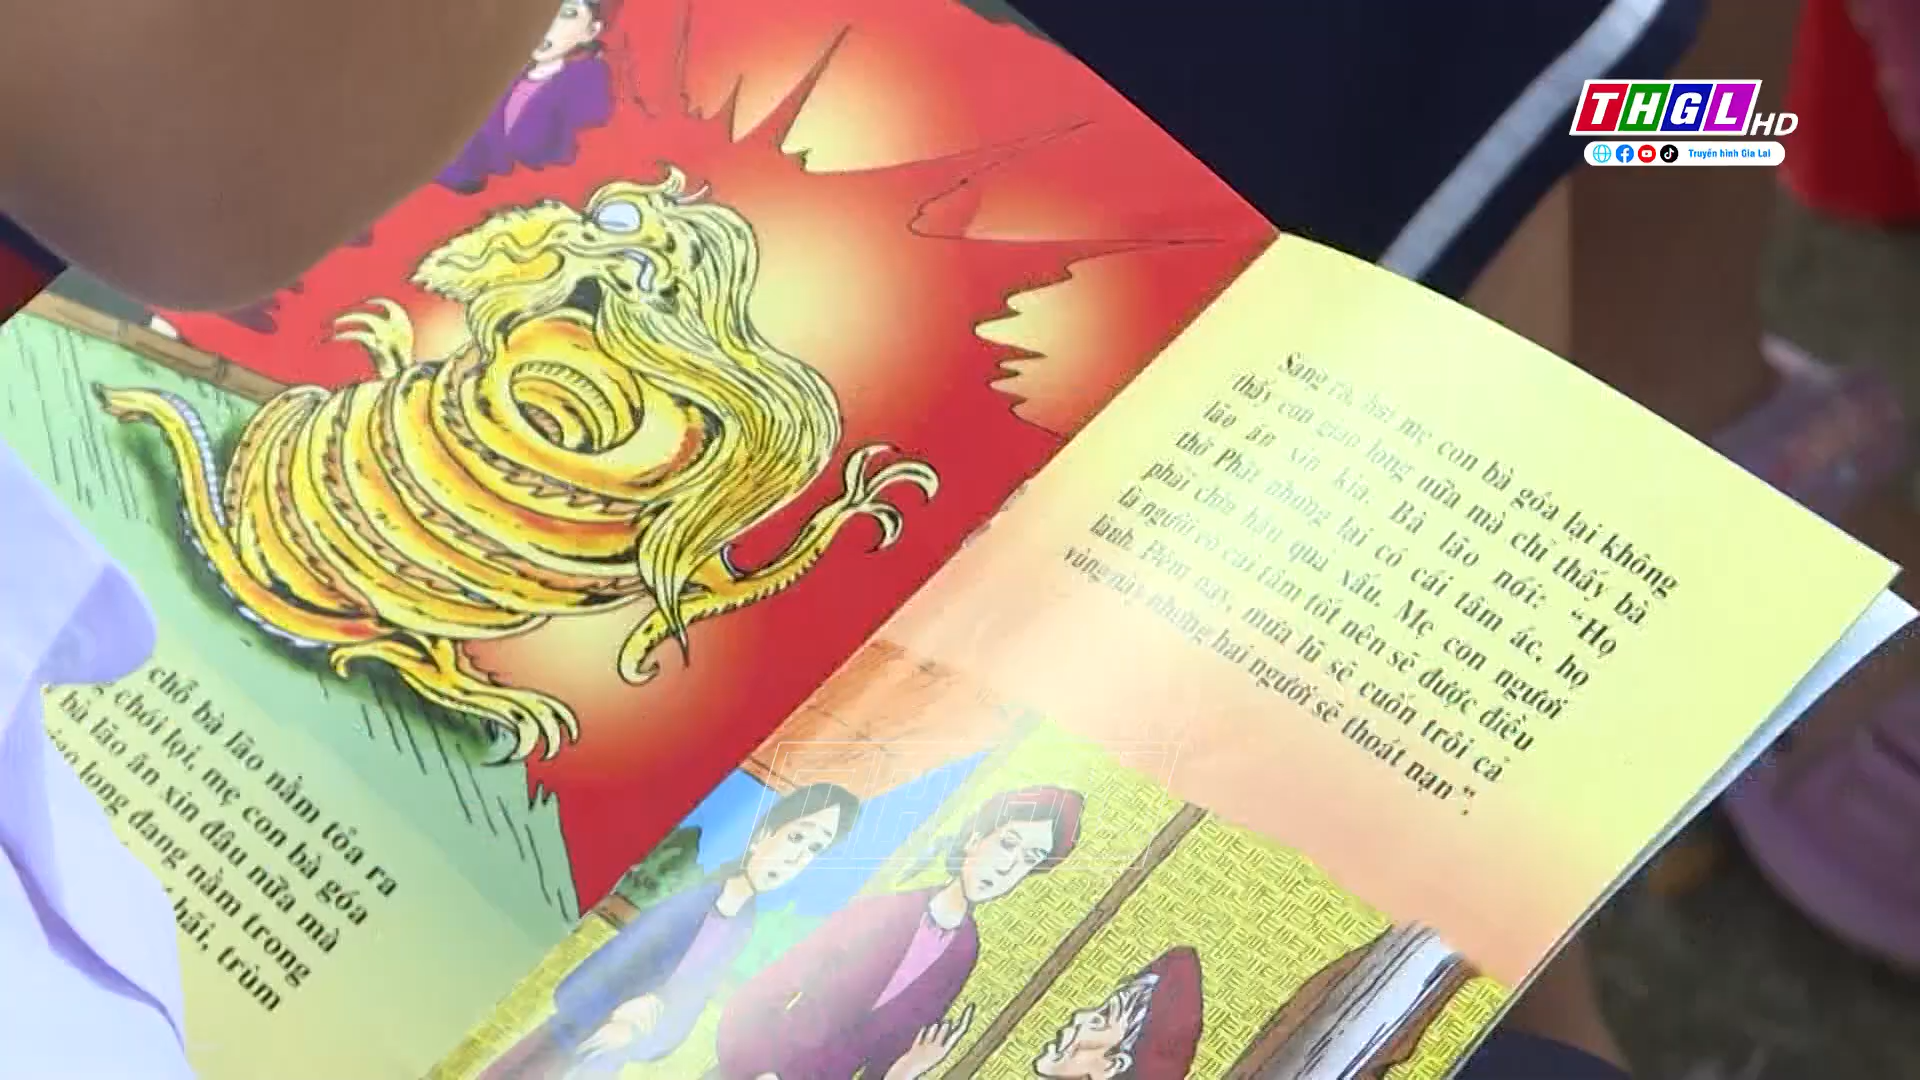 THGL HD
Truyền hình Gia Lai
Sang ra, hai mẹ con bà góa lại không
thấy con giao long nữa mà chỉ thấy bà
lão ăn xin kia. Bà lão nói: “Họ
thờ Phật nhưng lại có cái tâm ác, họ
phải chịu hậu quả xấu. Mẹ con ngươi
là người có cái tâm tốt nên sẽ được điều
lành. Đêm nay, mưa lũ sẽ cuốn trôi cả
vùng này nhưng hai người sẽ thoát nạn”.
chỗ bà lão nằm tỏa ra
chói lọi, mẹ con bà góa
bà lão ăn xin đâu nữa mà
long đang nằm trong
hãi, trùm
THGL